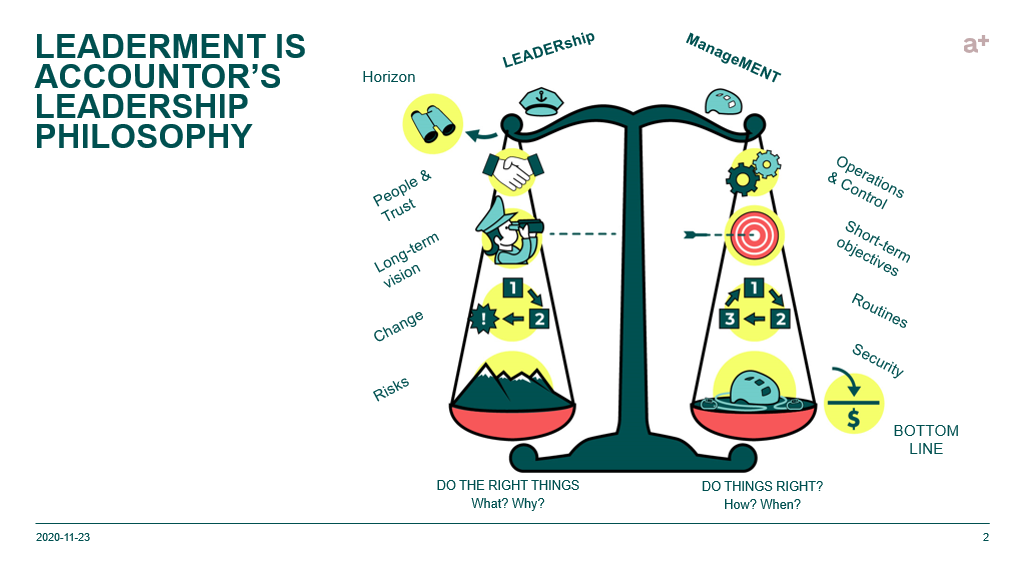 LEADERMENT IS
ACCOUNTOR’S
LEADERSHIP
PHILOSOPHY
a+
LEADERship
ManageMENT
Horizon
People &
Trust
Long-term
vision
Change
Risks
1
2
!
Operations
& Control
Short-term
objectives
Routines
Security
1
3
2
$
BOTTOM
LINE
DO THE RIGHT THINGS
What? Why?
DO THINGS RIGHT?
How? When?
2020-11-23
2